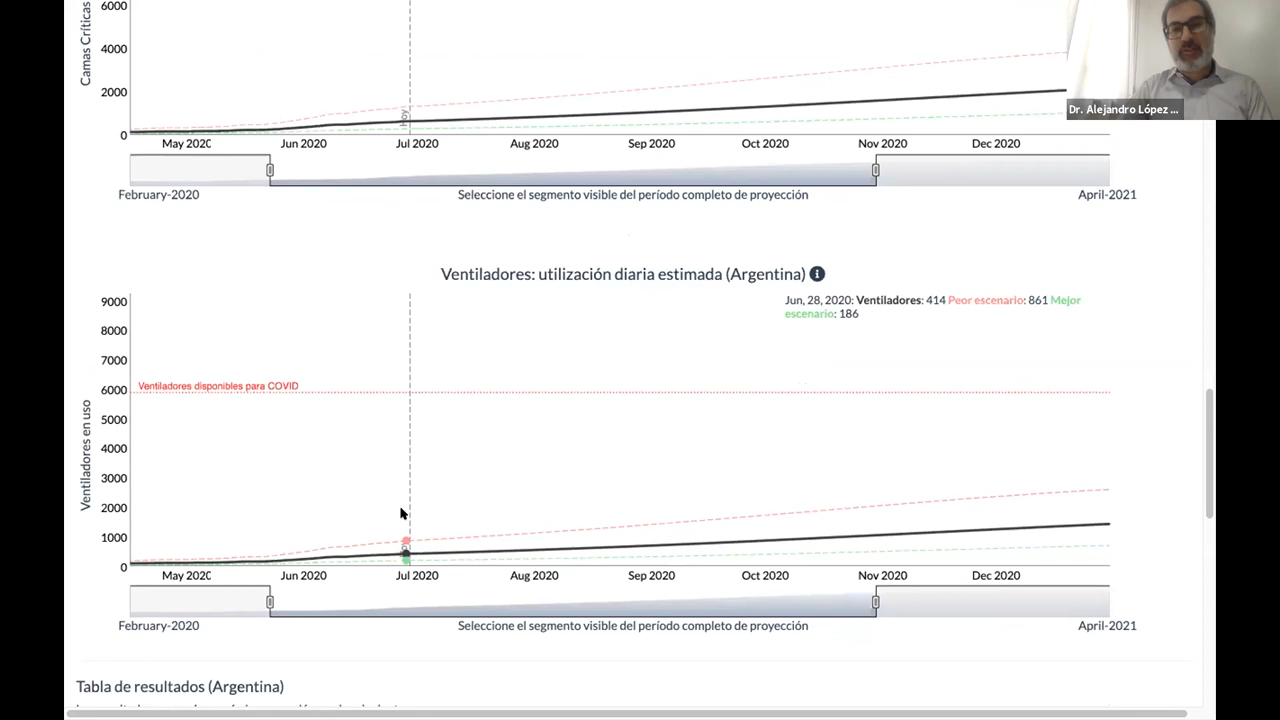 6000
Camas Críticas
4000
2000
0
Hoy
May 2020 Jun 2020 Jul 2020 Aug 2020 Sep 2020 Oct 2020 Nov 2020 Dec 2020
February-2020 Seleccione el segmento visible del período completo de proyección April-2021
Dr. Alejandro López ...
Ventiladores: utilización diaria estimada (Argentina)
Jun, 28, 2020: Ventiladores: 414 Peor escenario: 861 Mejor
escenario: 186
9000
8000
7000
6000
Ventiladores disponibles para COVID
Ventiladores en uso
5000
4000
3000
2000
1000
0
May 2020 Jun 2020 Jul 2020 Aug 2020 Sep 2020 Oct 2020 Nov 2020 Dec 2020
February-2020 Seleccione el segmento visible del período completo de proyección April-2021
Tabla de resultados (Argentina)